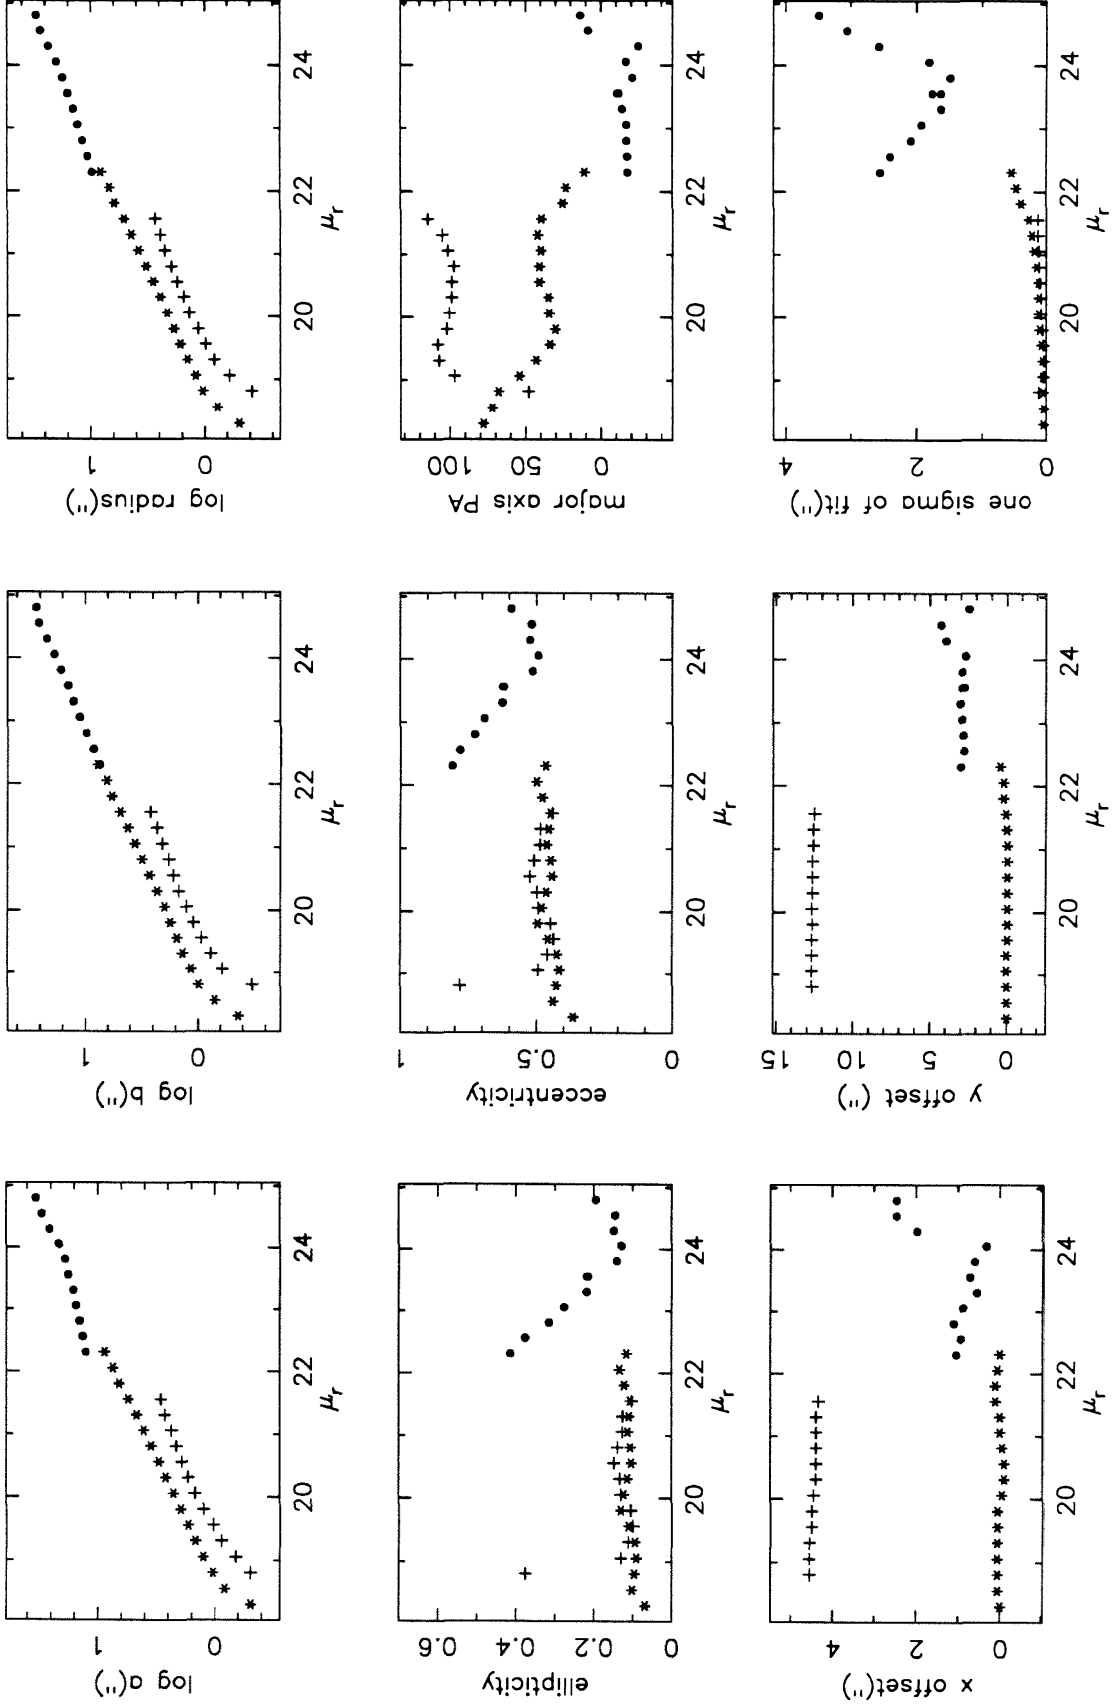 log a(")
1
0
20
22
24
μr
log b(")
1
0
20
22
24
μr
log radius(")
1
0
20
22
24
μr
ellipticity
0.6
0.4
0.2
0
20
22
24
μr
eccentricity
1
0.5
0
20
22
24
μr
major axis PA
100
50
0
20
22
24
μr
x offset(")
4
2
0
20
22
24
μr
y offset (")
15
10
5
0
20
22
24
μr
one sigma of fit(")
4
2
0
20
22
24
μr